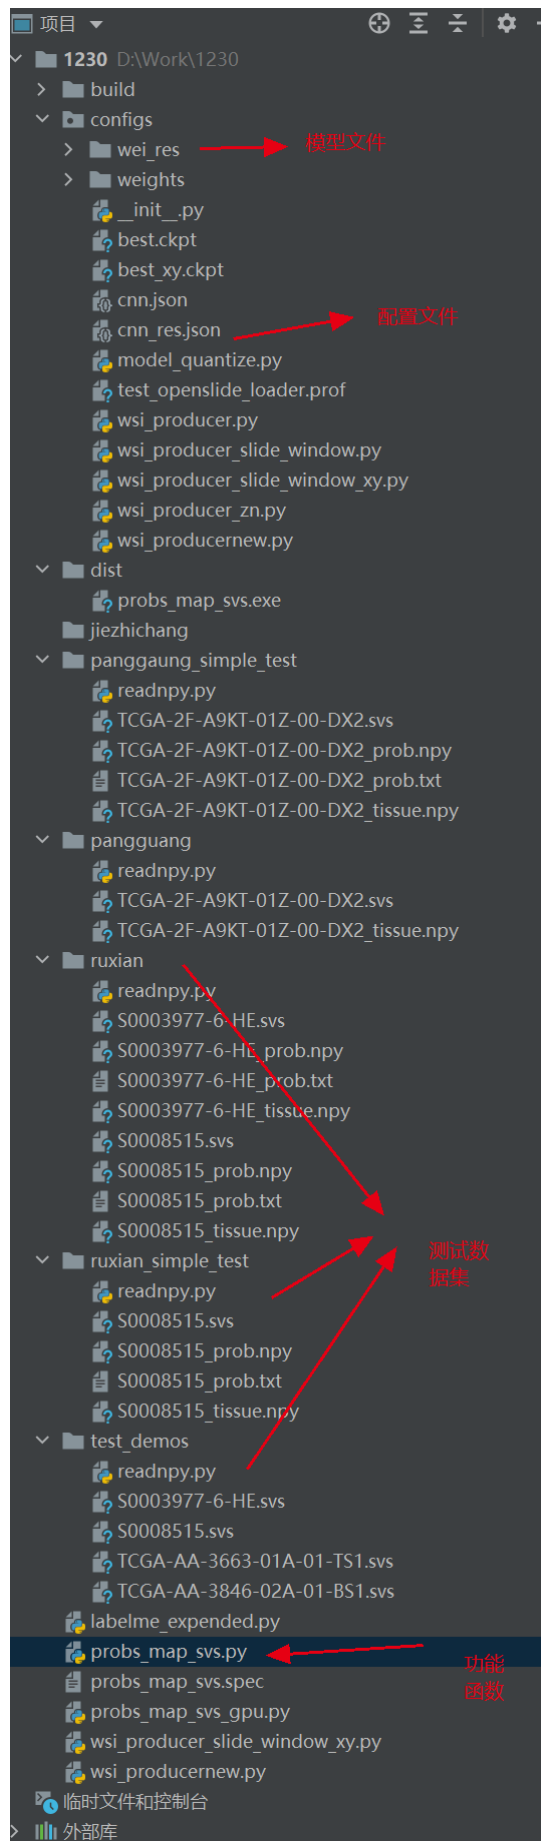 项目
1230 D:\Work\1230
build
configs
wei_res
模型文件
weights
__init__.py
best.ckpt
best_xy.ckpt
cnn.json
cnn_res.json
配置文件
model_quantize.py
test_openslide_loader.prof
wsi_producer.py
wsi_producer_slide_window.py
wsi_producer_slide_window_xy.py
wsi_producer_zn.py
wsi_producernew.py
dist
probs_map_svs.exe
jiezhichang
panggaung_simple_test
readnpy.py
TCGA-2F-A9KT-01Z-00-DX2.svs
TCGA-2F-A9KT-01Z-00-DX2_prob.npy
TCGA-2F-A9KT-01Z-00-DX2_prob.txt
TCGA-2F-A9KT-01Z-00-DX2_tissue.npy
pangguang
readnpy.py
TCGA-2F-A9KT-01Z-00-DX2.svs
TCGA-2F-A9KT-01Z-00-DX2_tissue.npy
ruxian
readnpy.py
S0003977-6-HE.svs
S0003977-6-HE_prob.npy
S0003977-6-HE_prob.txt
S0003977-6-HE_tissue.npy
S0008515.svs
S0008515_prob.npy
S0008515_prob.txt
S0008515_tissue.npy
测试数
据集
ruxian_simple_test
readnpy.py
S0008515.svs
S0008515_prob.npy
S0008515_prob.txt
S0008515_tissue.npy
test_demos
readnpy.py
S0003977-6-HE.svs
S0008515.svs
TCGA-AA-3663-01A-01-TS1.svs
TCGA-AA-3846-02A-01-BS1.svs
labelme_expended.py
probs_map_svs.py
功能
函数
probs_map_svs.spec
probs_map_svs_gpu.py
wsi_producer_slide_window_xy.py
wsi_producernew.py
临时文件和控制台
外部库